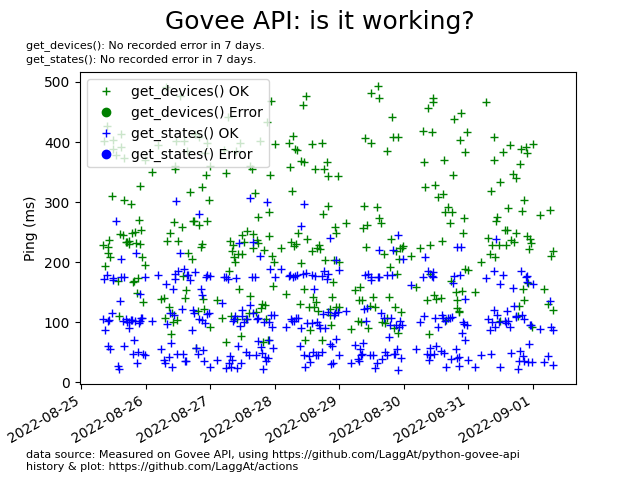 Govee API: is it working?
get_devices(): No recorded error in 7 days.
get_states(): No recorded error in 7 days.
get_devices() OK
get_devices() Error
get_states() OK
get_states() Error
Ping (ms)
500
400
300
200
100
0
2022-08-25
2022-08-26
2022-08-27
2022-08-28
2022-08-29
2022-08-30
2022-08-31
2022-09-01
data source: Measured on Govee API, using https://github.com/LaggAt/python-govee-api
history & plot: https://github.com/LaggAt/actions